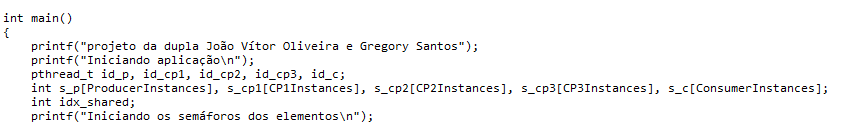 int main()
{
printf("projeto da dupla João Vítor Oliveira e Gregory Santos");
printf("Iniciando aplicação\n");
pthread_t id_p, id_cp1, id_cp2, id_cp3, id_c;
int s_p[ProducerInstances], s_cp1[CP1Instances], s_cp2[CP2Instances], s_cp3[CP3Instances], s_c[ConsumerInstances];
int idx_shared;
printf("Iniciando os semáforos dos elementos\n");